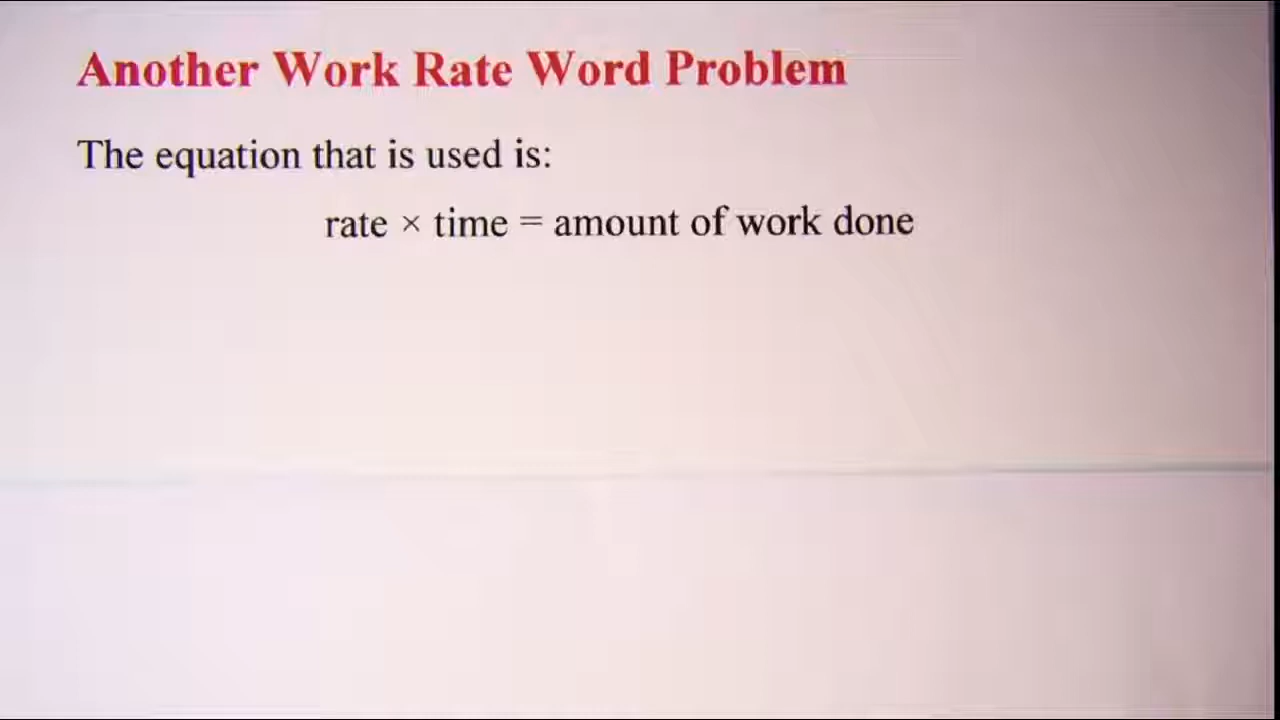 Another Work Rate Word Problem
The equation that is used is:
rate × time = amount of work done